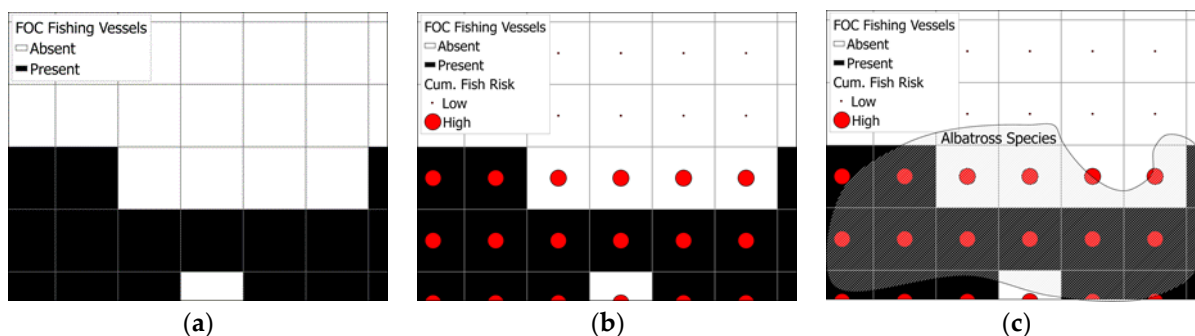 FOC Fishing Vessels
Absent
Present
(a)
FOC Fishing Vessels
Absent
Present
Cum. Fish Risk
Low
High
(b)
FOC Fishing Vessels
Absent
Present
Cum. Fish Risk
Low
High
Albatross Species
(c)